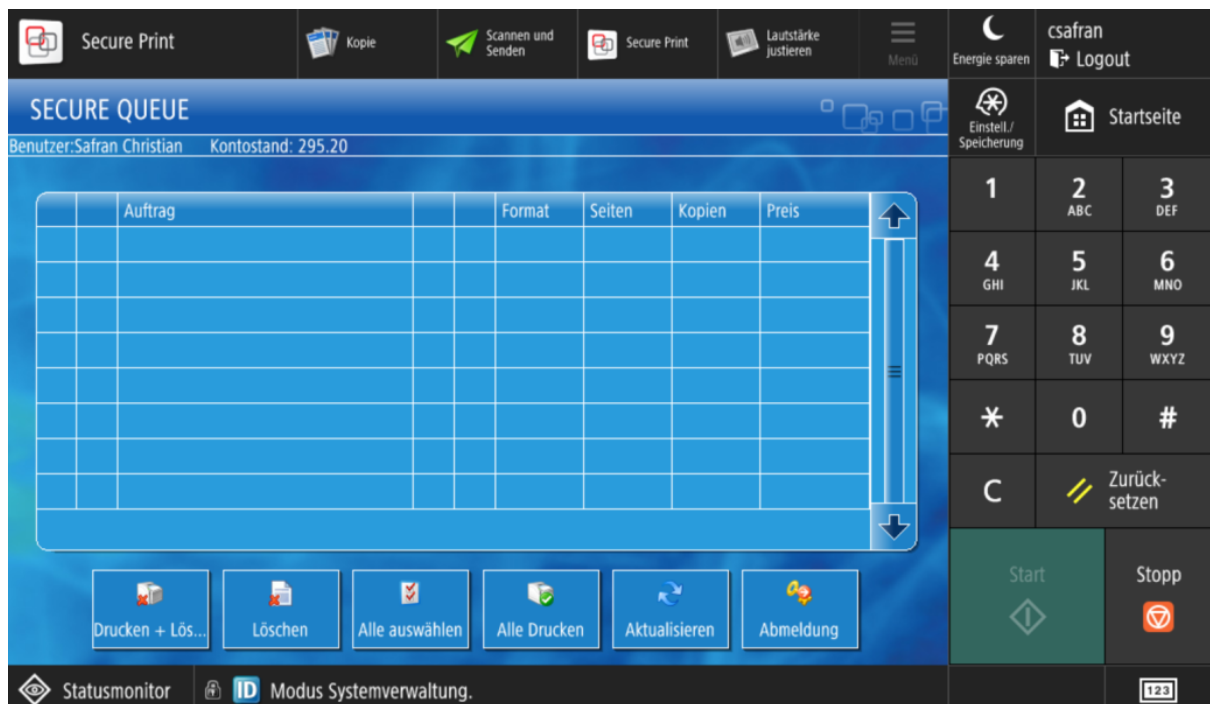 Secure Print
Kopie
Scannen und
Senden
Secure Print
Lautstärke
justieren
Menü
Energie sparen
csafran
Logout
SECURE QUEUE
Benutzer:Safran Christian Kontostand: 295.20
Einstell./
Speicherung
Startseite
Auftrag Format Seiten Kopien Preis
1 2 3
ABC DEF
4 5 6
GHI JKL MNO
7 8 9
PQRS TUV WXYZ
* 0 #
C
Zurück-
setzen
Drucken + Lös... Löschen Alle auswählen Alle Drucken Aktualisieren Abmeldung
Start
Stopp
Statusmonitor ID Modus Systemverwaltung.
123